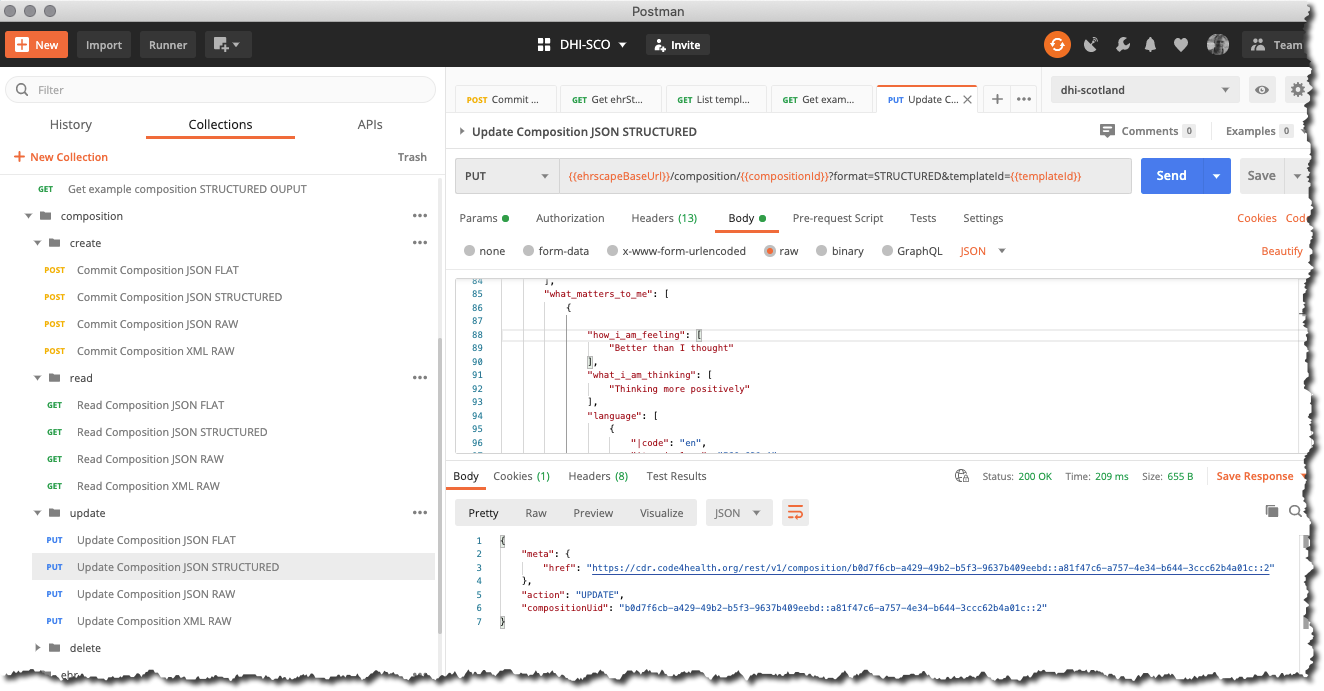 Postman
New Import Runner DHI-SCO Invite Team
Filter
History Collections APIs
New Collection Trash
GET Get example composition STRUCTURED OUPUT
composition
create
POST Commit Composition JSON FLAT
POST Commit Composition JSON STRUCTURED
POST Commit Composition JSON RAW
POST Commit Composition XML RAW
read
GET Read Composition JSON FLAT
GET Read Composition JSON STRUCTURED
GET Read Composition JSON RAW
GET Read Composition XML RAW
update
PUT Update Composition JSON FLAT
PUT Update Composition JSON STRUCTURED
PUT Update Composition JSON RAW
PUT Update Composition XML RAW
delete
ehr
POST Commit ... GET Get ehrSt... GET List templ... GET Get exam... PUT Update C... dhi-scotland
Update Composition JSON STRUCTURED Comments 0 Examples 0
PUT {{ehrscapeBaseUrl}}/composition/{{compositionId}}?format=STRUCTURED&templateId={{templateId}} Send Save
Params Authorization Headers (13) Body Pre-request Script Tests Settings Cookies Cod
none form-data x-www-form-urlencoded raw binary GraphQL JSON Beautify
84 ],
85 "what_matters_to_me": [
86 {
87
88 "how_i_am_feeling": [
89 "Better than I thought"
90 ],
91 "what_i_am_thinking": [
92 "Thinking more positively"
93 ],
94 "language": [
95 {
96 "|code": "en",
Body Cookies (1) Headers (8) Test Results Status: 200 OK Time: 209 ms Size: 655 B Save Response
Pretty Raw Preview Visualize JSON
1 {
2 "meta": {
3 "href": "https://cdr.code4health.org/rest/v1/composition/b0d7f6cb-a429-49b2-b5f3-9637b409eebd::a81f47c6-a757-4e34-b644-3ccc62b4a01c::2"
4 },
5 "action": "UPDATE",
6 "compositionUid": "b0d7f6cb-a429-49b2-b5f3-9637b409eebd::a81f47c6-a757-4e34-b644-3ccc62b4a01c::2"
7 }